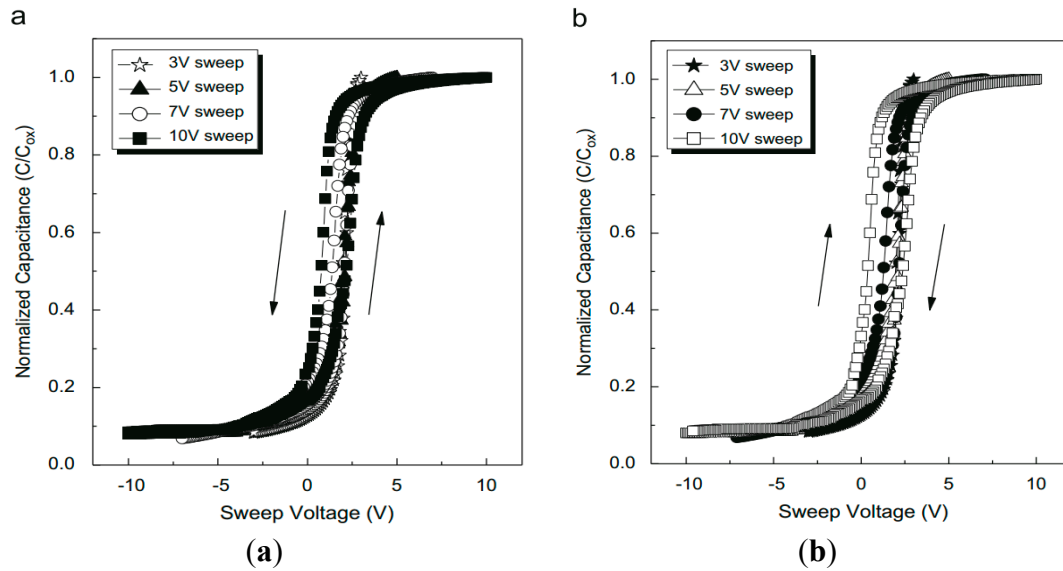 a
3V sweep
5V sweep
7V sweep
10V sweep
1.0
0.8
0.6
0.4
0.2
0.0
Normalized Capacitance (C/Cox)
-10 -5 0 5 10
Sweep Voltage (V)
(a)
b
3V sweep
5V sweep
7V sweep
10V sweep
1.0
0.8
0.6
0.4
0.2
0.0
Normalized Capacitance (C/Cox)
-10 -5 0 5 10
Sweep Voltage (V)
(b)